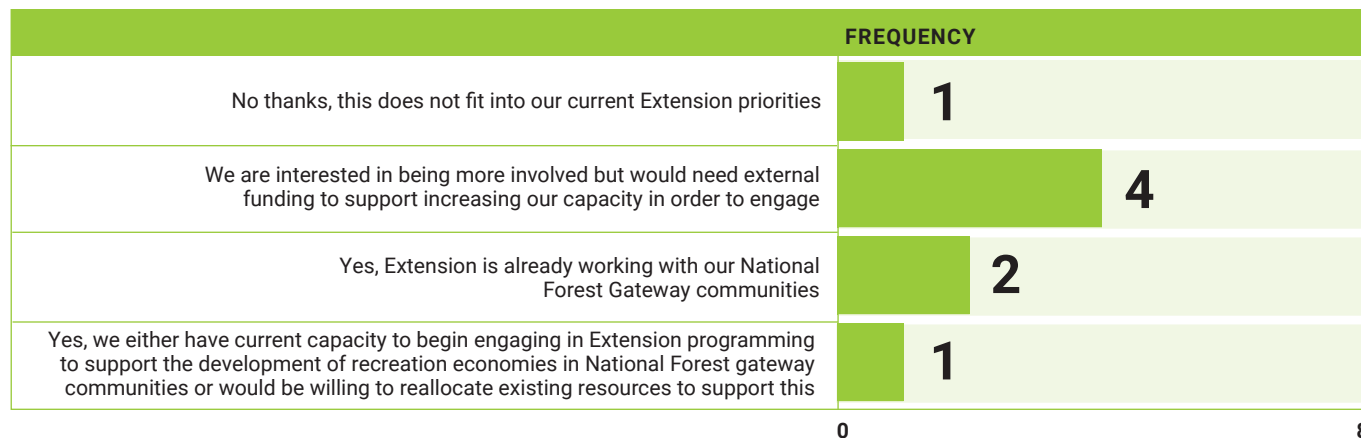 FREQUENCY
No thanks, this does not fit into our current Extension priorities
1
We are interested in being more involved but would need external
funding to support increasing our capacity in order to engage
4
Yes, Extension is already working with our National
Forest Gateway communities
2
Yes, we either have current capacity to begin engaging in Extension programming
to support the development of recreation economies in National Forest gateway
communities or would be willing to reallocate existing resources to support this
1
0
8